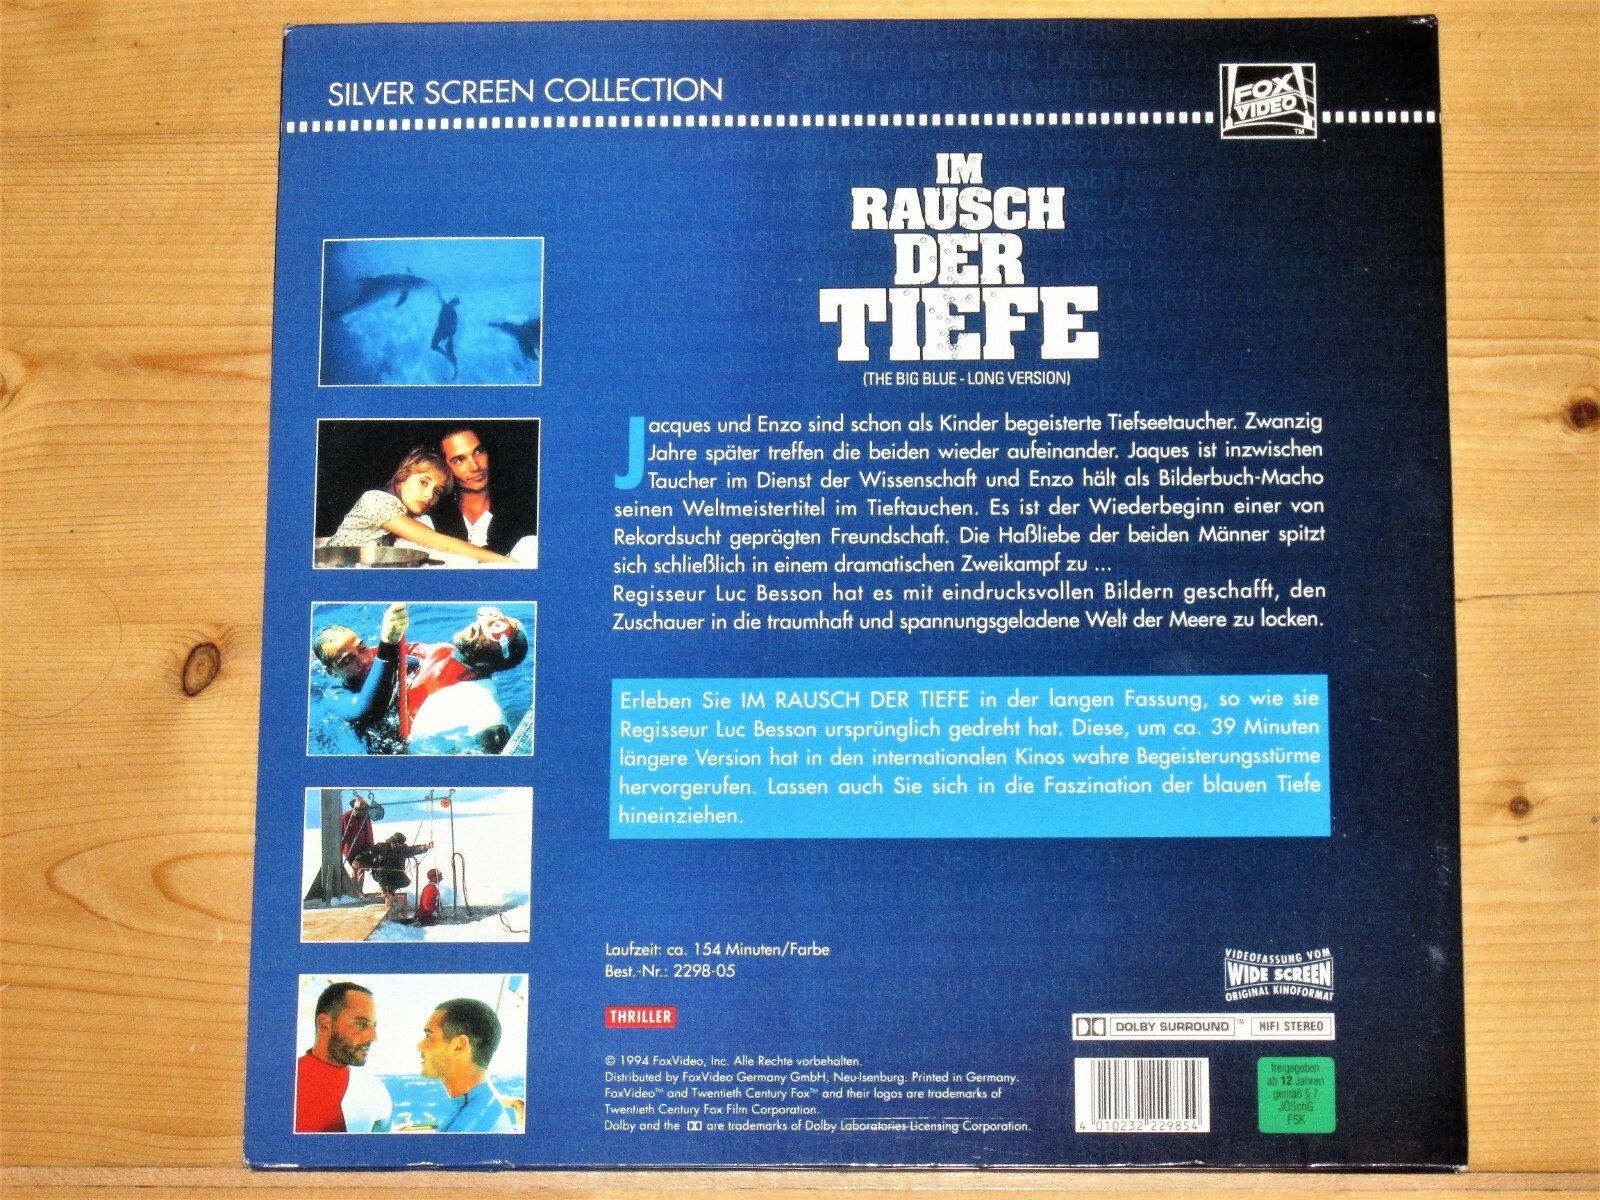 SILVER SCREEN COLLECTION
FOX
VIDEO
TM
IM
RAUSCH
DER
TIEFE
(THE BIG BLUE - LONG VERSION)
Jacques und Enzo sind schon als Kinder begeisterte Tiefseetaucher. Zwanzig
Jahre später treffen die beiden wieder aufeinander. Jaques ist inzwischen
Taucher im Dienst der Wissenschaft und Enzo hält als Bilderbuch-Macho
seinen Weltmeistertitel im Tieftauchen. Es ist der Wiederbeginn einer von
Rekordsucht geprägten Freundschaft. Die Haßliebe der beiden Männer spitzt
sich schließlich in einem dramatischen Zweikampf zu ...
Regisseur Luc Besson hat es mit eindrucksvollen Bildern geschafft, den
Zuschauer in die traumhaft und spannungsgeladene Welt der Meere zu locken.
Erleben Sie IM RAUSCH DER TIEFE in der langen Fassung, so wie sie
Regisseur Luc Besson ursprünglich gedreht hat. Diese, um ca. 39 Minuten
längere Version hat in den internationalen Kinos wahre Begeisterungsstürme
hervorgerufen. Lassen auch Sie sich in die Faszination der blauen Tiefe
hineinziehen.
Laufzeit: ca. 154 Minuten/Farbe
Best.-Nr.: 2298-05
THRILLER
VIDEOFASSUNG VOM
WIDE SCREEN
ORIGINAL KINOFORMAT
DOLBY SURROUND™ HIFI STEREO
© 1994 FoxVideo, Inc. Alle Rechte vorbehalten.
Distributed by FoxVideo Germany GmbH, Neu-Isenburg. Printed in Germany.
FoxVideo™ and Twentieth Century Fox™ and their logos are trademarks of
Twentieth Century Fox Film Corporation.
Dolby and the are trademarks of Dolby Laboratories Licensing Corporation.
4 010232 229854
freigegeben
ab 12 Jahren
gemäß § 7
JÖSchG
FSK